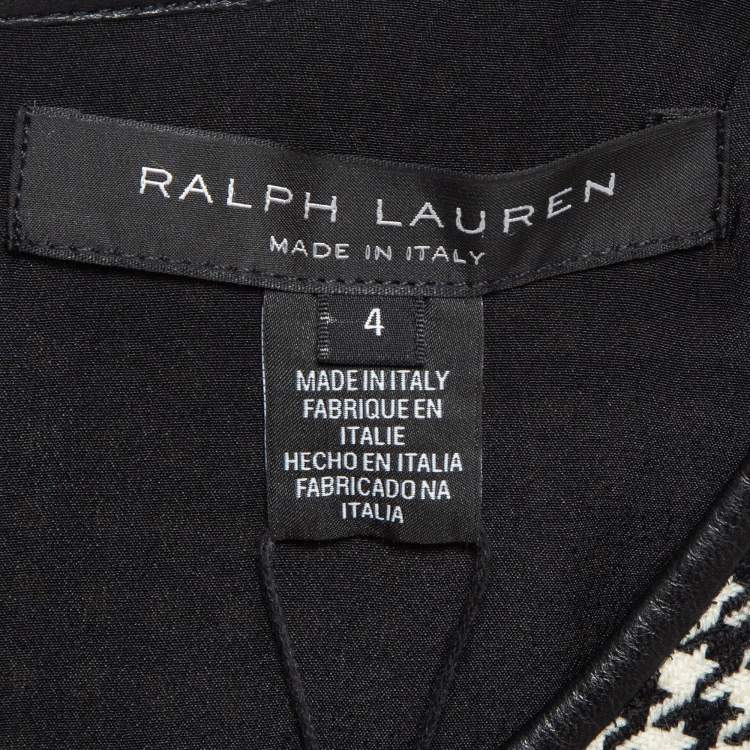 RALPH LAUREN
MADE IN ITALY
4
MADE IN ITALY
FABRIQUE EN
ITALIE
HECHO EN ITALIA
FABRICADO NA
ITALIA